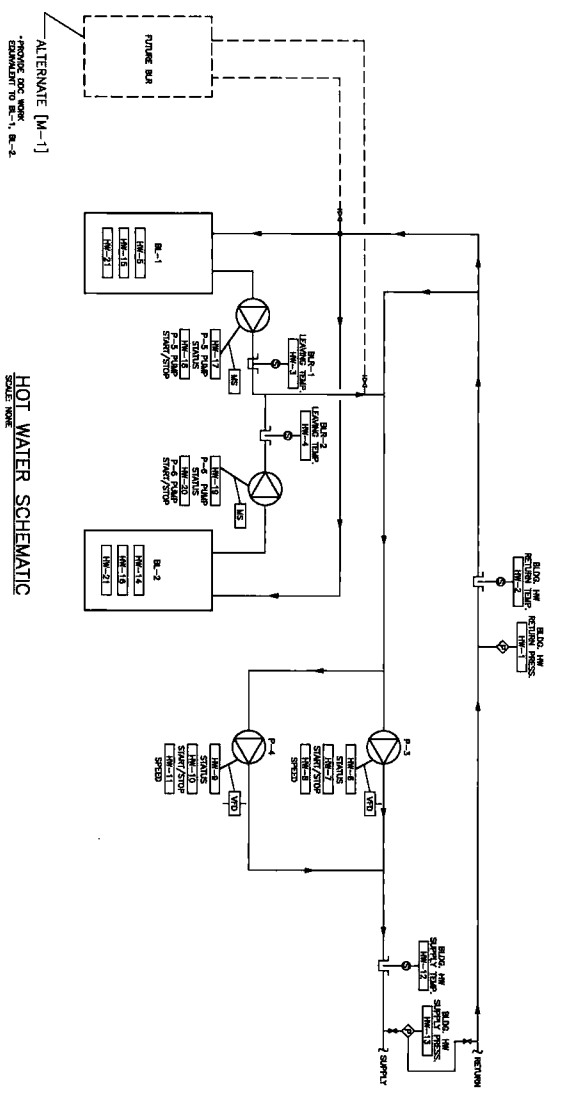 FUTURE BLR
ALTERNATE [M-1]
*PROVIDE DDC WORK
EQUIVALENT TO BL-1, BL-2.
BL-1
HW-5
HW-15
HW-21
BLR-1
LEAVING TEMP.
HW-3
MS
HW-17
STATUS
P-5 PUMP
HW-18
P-5 PUMP
START/STOP
BLR-2
LEAVING TEMP.
HW-4
MS
HW-19
STATUS
P-6 PUMP
HW-20
P-6 PUMP
START/STOP
BL-2
HW-14
HW-16
HW-21
BLDG. HW
RETURN TEMP.
HW-2
S
BLDG. HW
RETURN PRESS.
HW-1
P
P-3
VFD
HW-6
STATUS
HW-7
START/STOP
HW-8
SPEED
P-4
VFD
HW-9
STATUS
HW-10
START/STOP
HW-11
SPEED
BLDG. HW
SUPPLY TEMP.
HW-12
S
BLDG. HW
SUPPLY PRESS.
HW-13
P
RETURN
SUPPLY
HOT WATER SCHEMATIC
SCALE: NONE